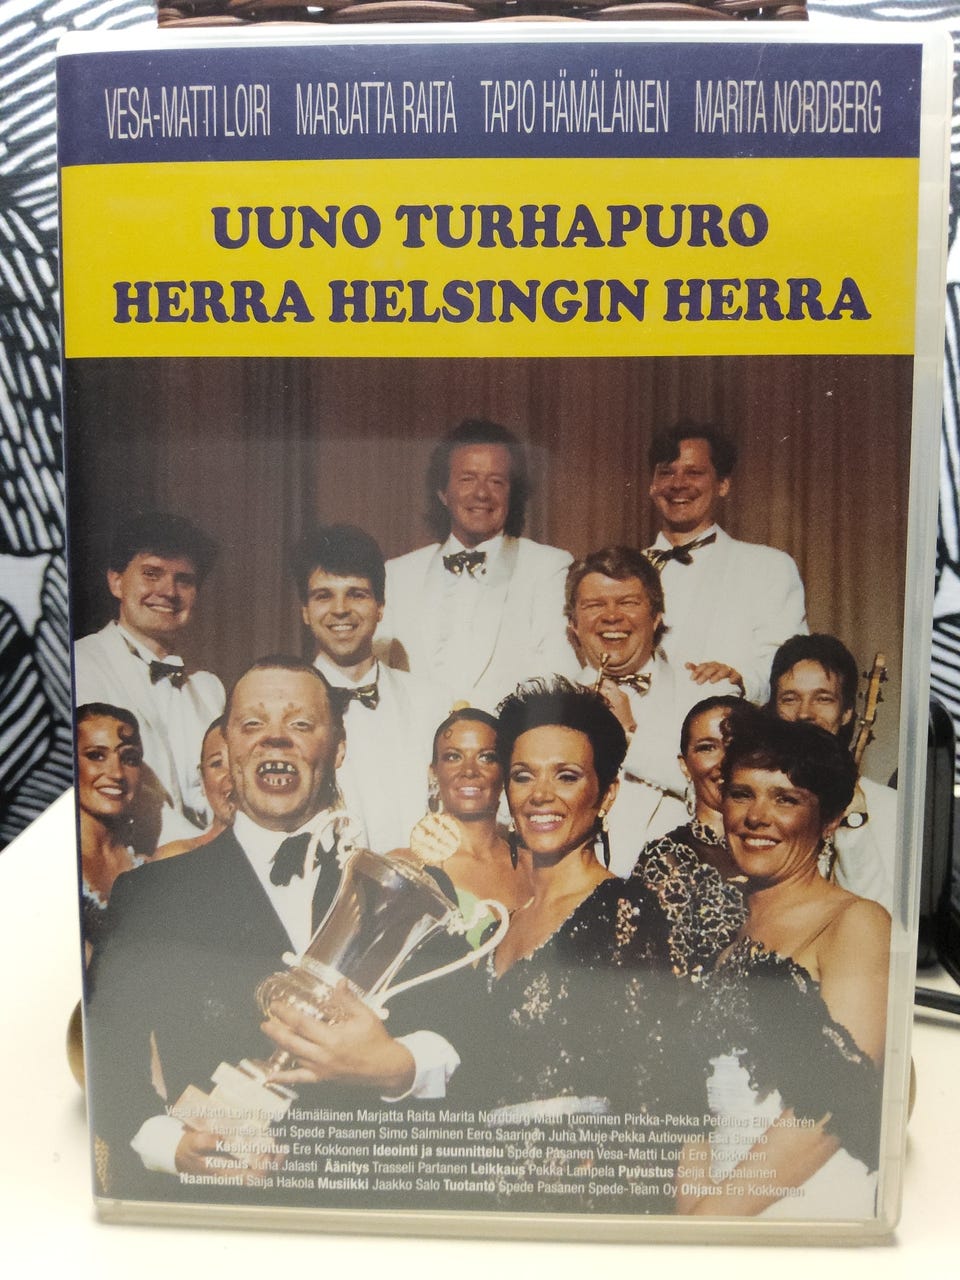 VESA-MATTI LOIRI MARJATTA RAITA TAPIO HÄMÄLÄINEN MARITA NORDBERG
UUNO TURHAPURO
HERRA HELSINGIN HERRA
Vesa-Matti Loiri Tapio Hämäläinen Marjatta Raita Marita Nordberg Matti Tuominen Pirkka-Pekka Petelius Elli Castrén
Hannele Lauri Spede Pasanen Simo Salminen Eero Saarinen Juha Muje Pekka Autiovuori Esa Saario
Käsikirjoitus Ere Kokkonen Ideointi ja suunnittelu Spede Pasanen Vesa-Matti Loiri Ere Kokkonen
Kuvaus Juha Jalasti Äänitys Trasseli Partanen Leikkaus Pekka Lampela Puvustus Seija Lappalainen
Naamiointi Saija Hakola Musiikki Jaakko Salo Tuotanto Spede Pasanen Spede-Team Oy Ohjaus Ere Kokkonen